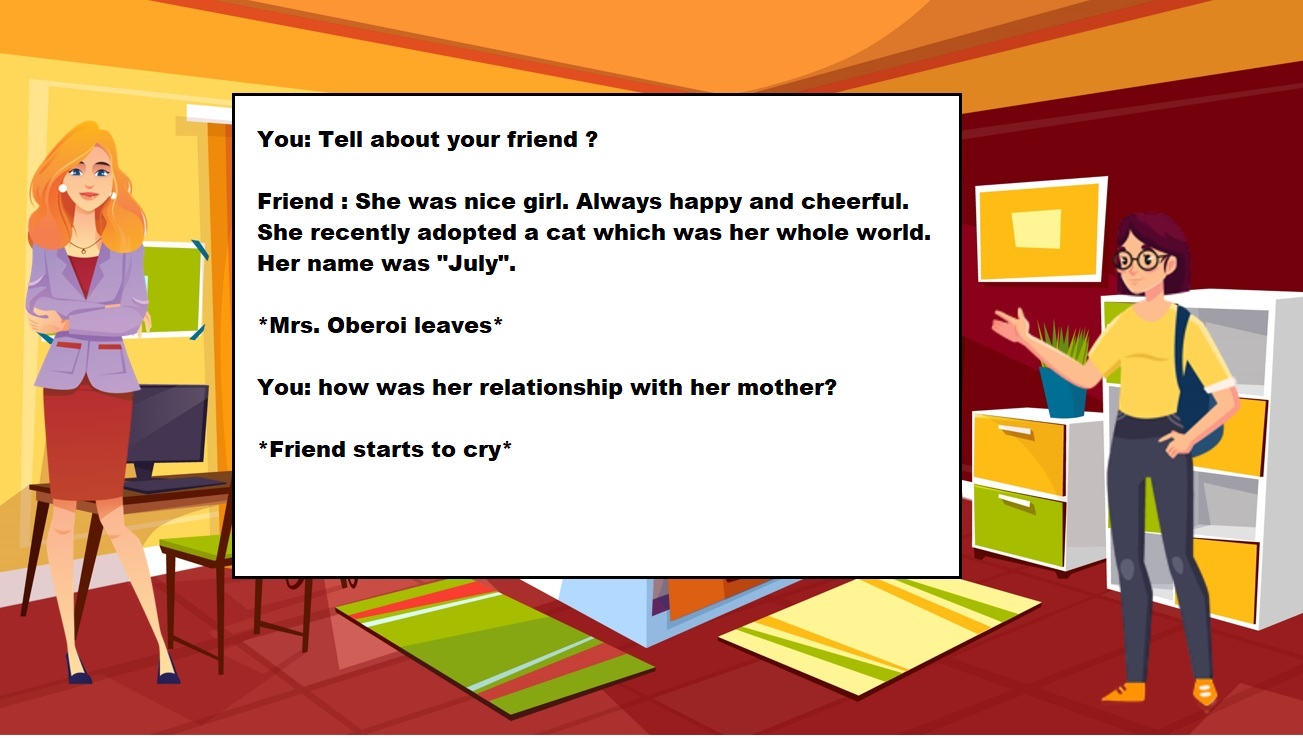 You: Tell about your friend ?
Friend : She was nice girl. Always happy and cheerful.
She recently adopted a cat which was her whole world.
Her name was "July".
*Mrs. Oberoi leaves*
You: how was her relationship with her mother?
*Friend starts to cry*